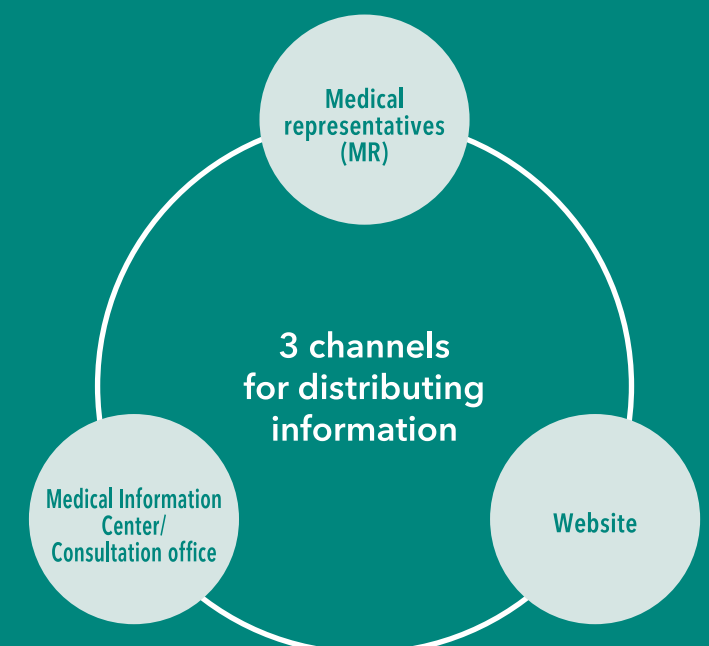 Medical
representatives
(MR)
3 channels
for distributing
information
Medical Information
Center/
Consultation office
Website